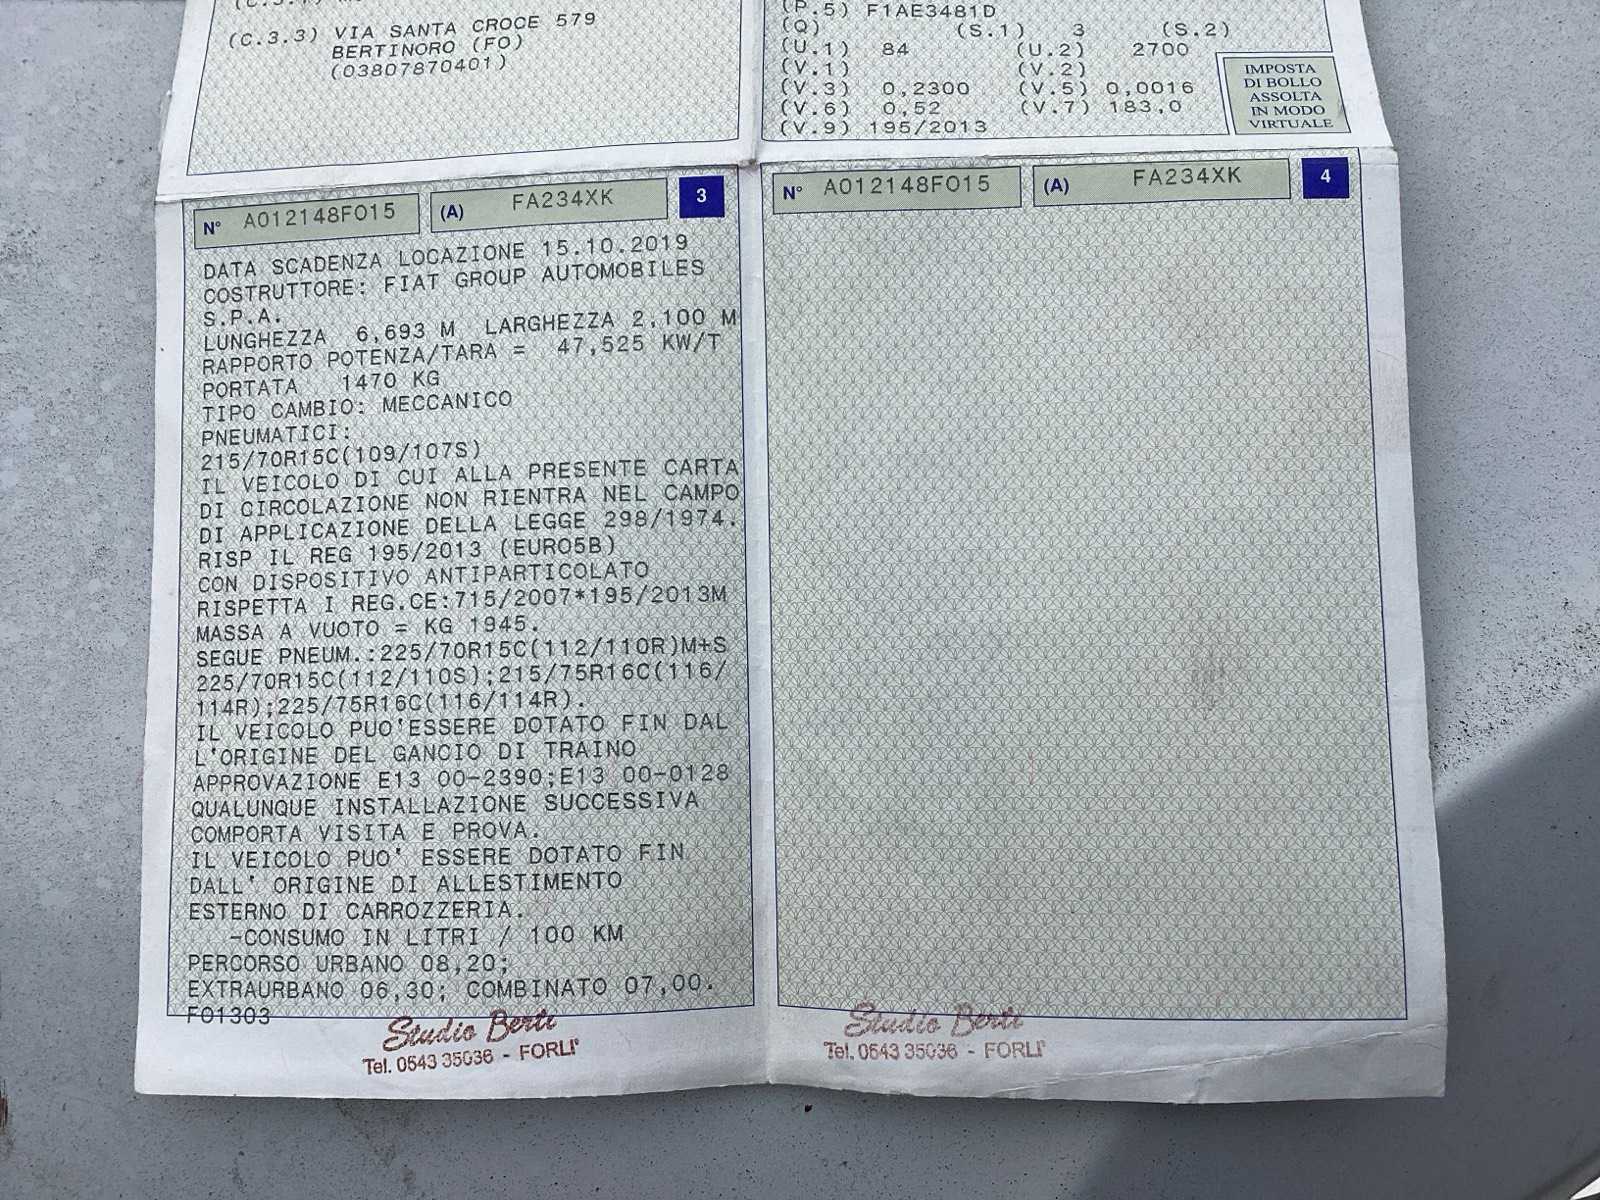 (C.3.3) VIA SANTA CROCE 579
BERTINORO (FO)
(03807870401)
(P.5) F1AE3481D
(Q) (S.1) 3 (S.2)
(U.1) 84 (U.2) 2700
(V.1) (V.2)
(V.3) 0,2300 (V.5) 0,0016
(V.6) 0,52 (V.7) 183,0
(V.9) 195/2013
IMPOSTA
DI BOLLO
ASSOLTA
IN MODO
VIRTUALE
N° A012148FO15 (A) FA234XK 3
DATA SCADENZA LOCAZIONE 15.10.2019
COSTRUTTORE: FIAT GROUP AUTOMOBILES
S.P.A.
LUNGHEZZA 6,693 M LARGHEZZA 2,100 M
RAPPORTO POTENZA/TARA = 47,525 KW/T
PORTATA 1470 KG
TIPO CAMBIO: MECCANICO
PNEUMATICI:
215/70R15C(109/107S)
IL VEICOLO DI CUI ALLA PRESENTE CARTA
DI CIRCOLAZIONE NON RIENTRA NEL CAMPO
DI APPLICAZIONE DELLA LEGGE 298/1974.
RISP IL REG 195/2013 (EURO5B)
CON DISPOSITIVO ANTIPARTICOLATO
RISPETTA I REG.CE:715/2007*195/2013M
MASSA A VUOTO = KG 1945.
SEGUE PNEUM.:225/70R15C(112/110R)M+S
225/70R15C(112/110S);215/75R16C(116/
114R);225/75R16C(116/114R).
IL VEICOLO PUO'ESSERE DOTATO FIN DAL
L'ORIGINE DEL GANCIO DI TRAINO
APPROVAZIONE E13 00-2390;E13 00-0128
QUALUNQUE INSTALLAZIONE SUCCESSIVA
COMPORTA VISITA E PROVA.
IL VEICOLO PUO' ESSERE DOTATO FIN
DALL' ORIGINE DI ALLESTIMENTO
ESTERNO DI CARROZZERIA.
-CONSUMO IN LITRI / 100 KM
PERCORSO URBANO 08,20;
EXTRAURBANO 06,30; COMBINATO 07,00.
FO1303
Studio Berti
Tel. 0543 35036 - FORLI'
N° A012148FO15 (A) FA234XK 4
Studio Berti
Tel. 0543 35036 - FORLI'